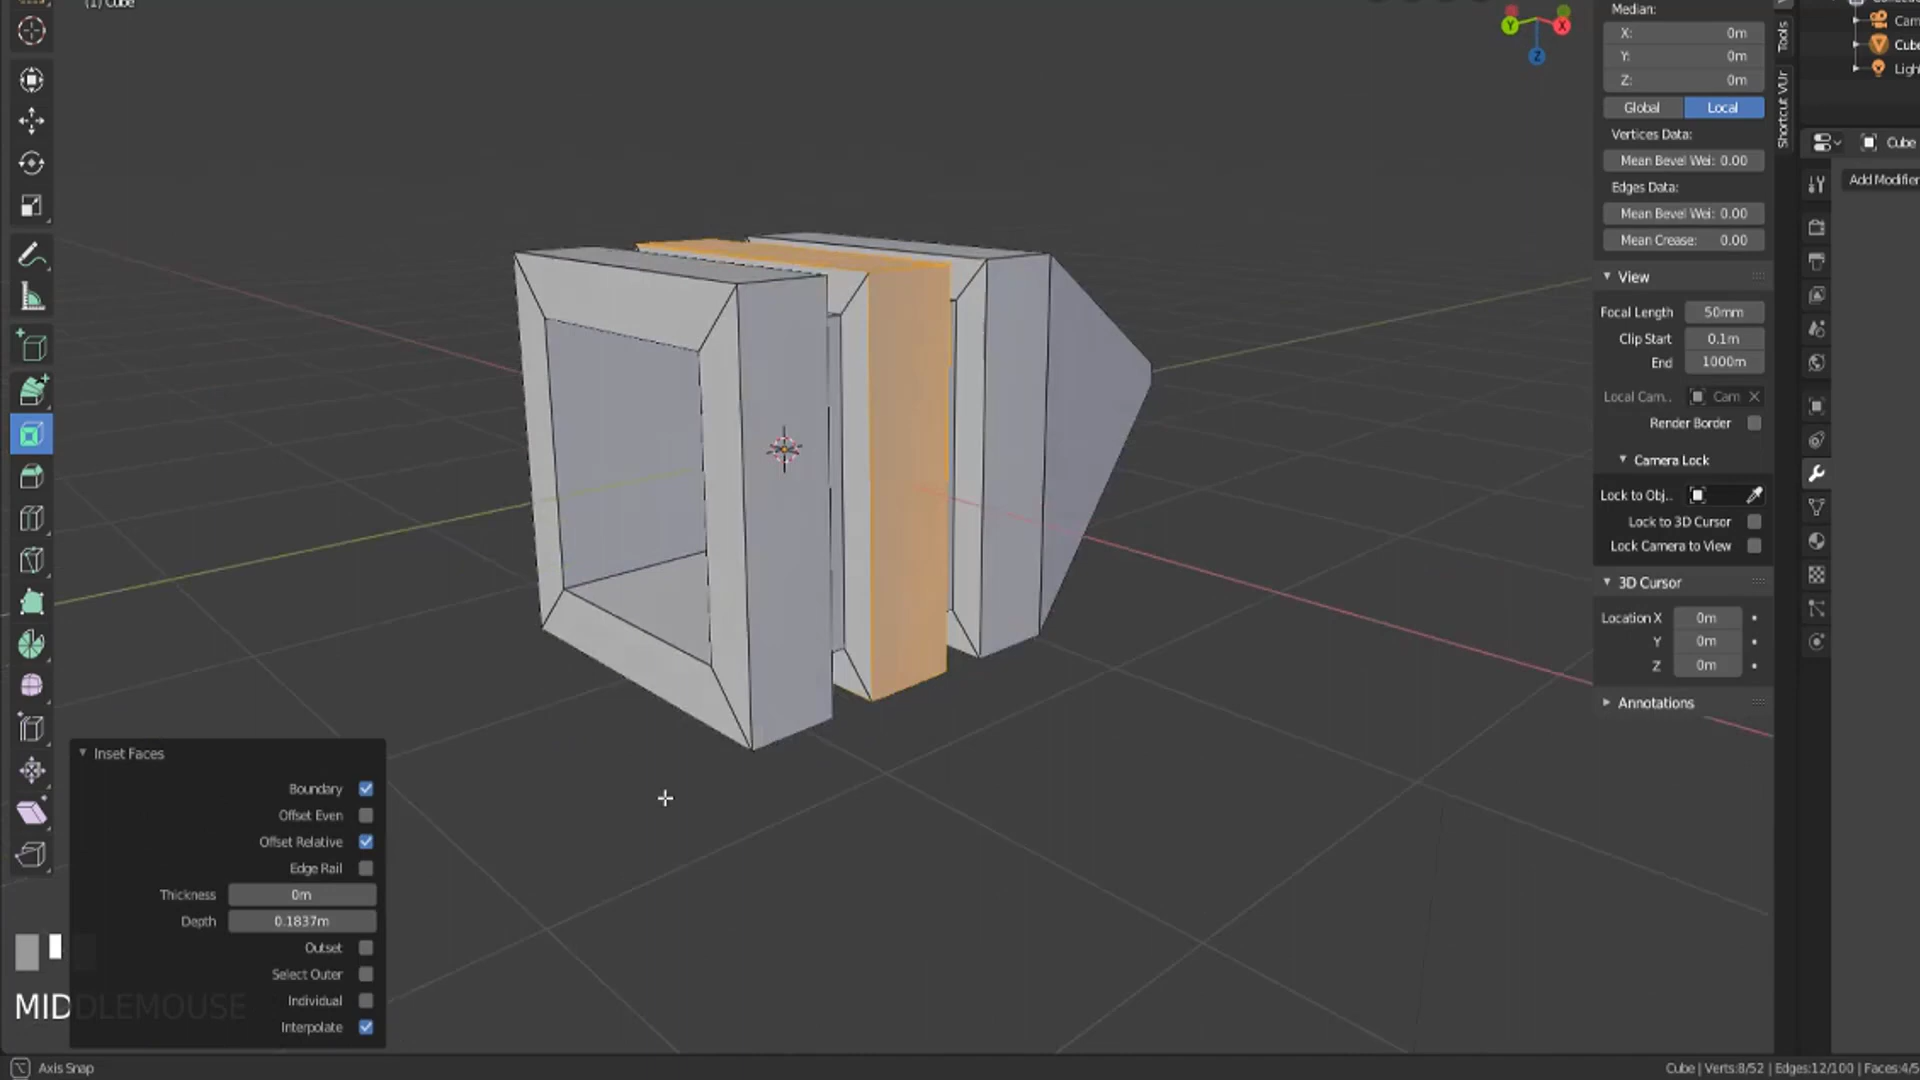 (1) Cube
Y
X
Z
Median:
X: 0m
Y: 0m
Z: 0m
Global Local
Vertices Data:
Mean Bevel Wei: 0.00
Edges Data:
Mean Bevel Wei: 0.00
Mean Crease: 0.00
View
Focal Length 50mm
Clip Start 0.1m
End 1000m
Local Cam.. Cam
Render Border
Camera Lock
Lock to Obj..
Lock to 3D Cursor
Lock Camera to View
3D Cursor
Location X 0m
Y 0m
Z 0m
Annotations
Tools
Shortcut VUr
Cam
Cube
Ligh
Cube
Add Modifier
Inset Faces
Boundary
Offset Even
Offset Relative
Edge Rail
Thickness 0m
Depth 0.1837m
Outset
Select Outer
Individual
Interpolate
MIDDLEMOUSE
Axis Snap
Cube | Verts:8/52 | Edges:12/100 | Faces:4/5